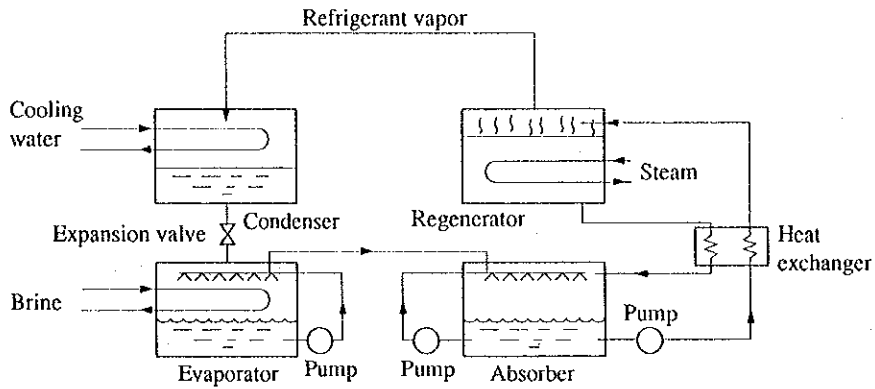 Refrigerant vapor
Cooling
water
Steam
Condenser
Regenerator
Expansion valve
Heat
exchanger
Brine
Pump
Pump
Pump
Evaporator
Absorber